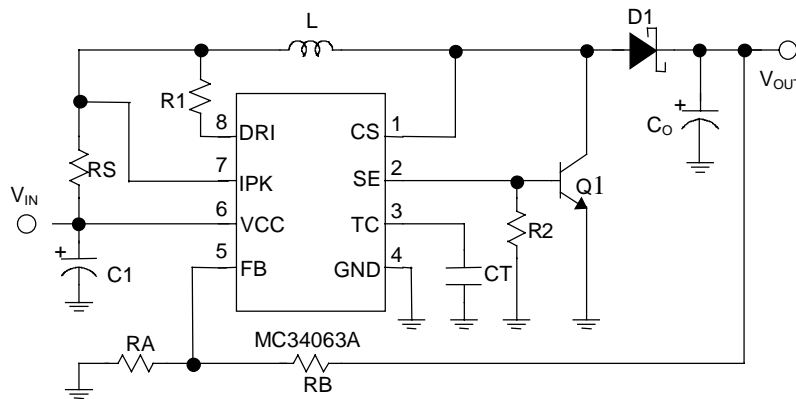 L
D1
R1
V_OUT
8
DRI
CS
1
+
C_O
RS
7
IPK
SE
2
Q1
V_IN
6
VCC
TC
3
R2
+
C1
5
FB
GND
4
CT
RA
MC34063A
RB